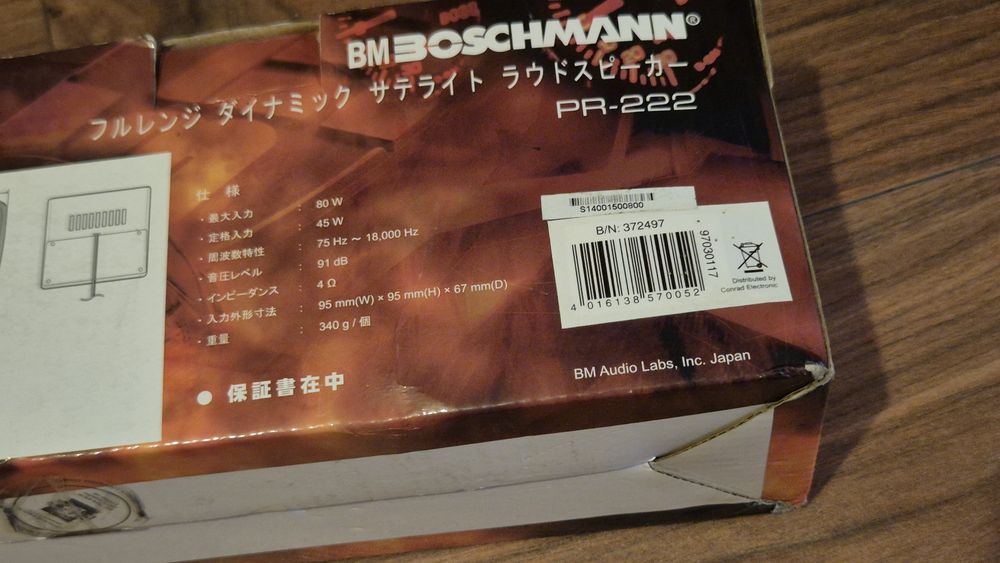 BM BOSCHMANN®
フルレンジ ダイナミック サテライト ラウドスピーカー
PR-222
仕 様
・最大入力 : 80 W
・定格入力 : 45 W
・周波数特性 : 75 Hz ~ 18,000 Hz
・音圧レベル : 91 dB
・インピーダンス : 4 Ω
・入力外形寸法 : 95 mm(W) × 95 mm(H) × 67 mm(D)
・重量 : 340 g / 個
● 保証書在中
S14001500800
B/N: 372497
4 016138 570052
97030117
Distributed by
Conrad Electronic
BM Audio Labs, Inc. Japan